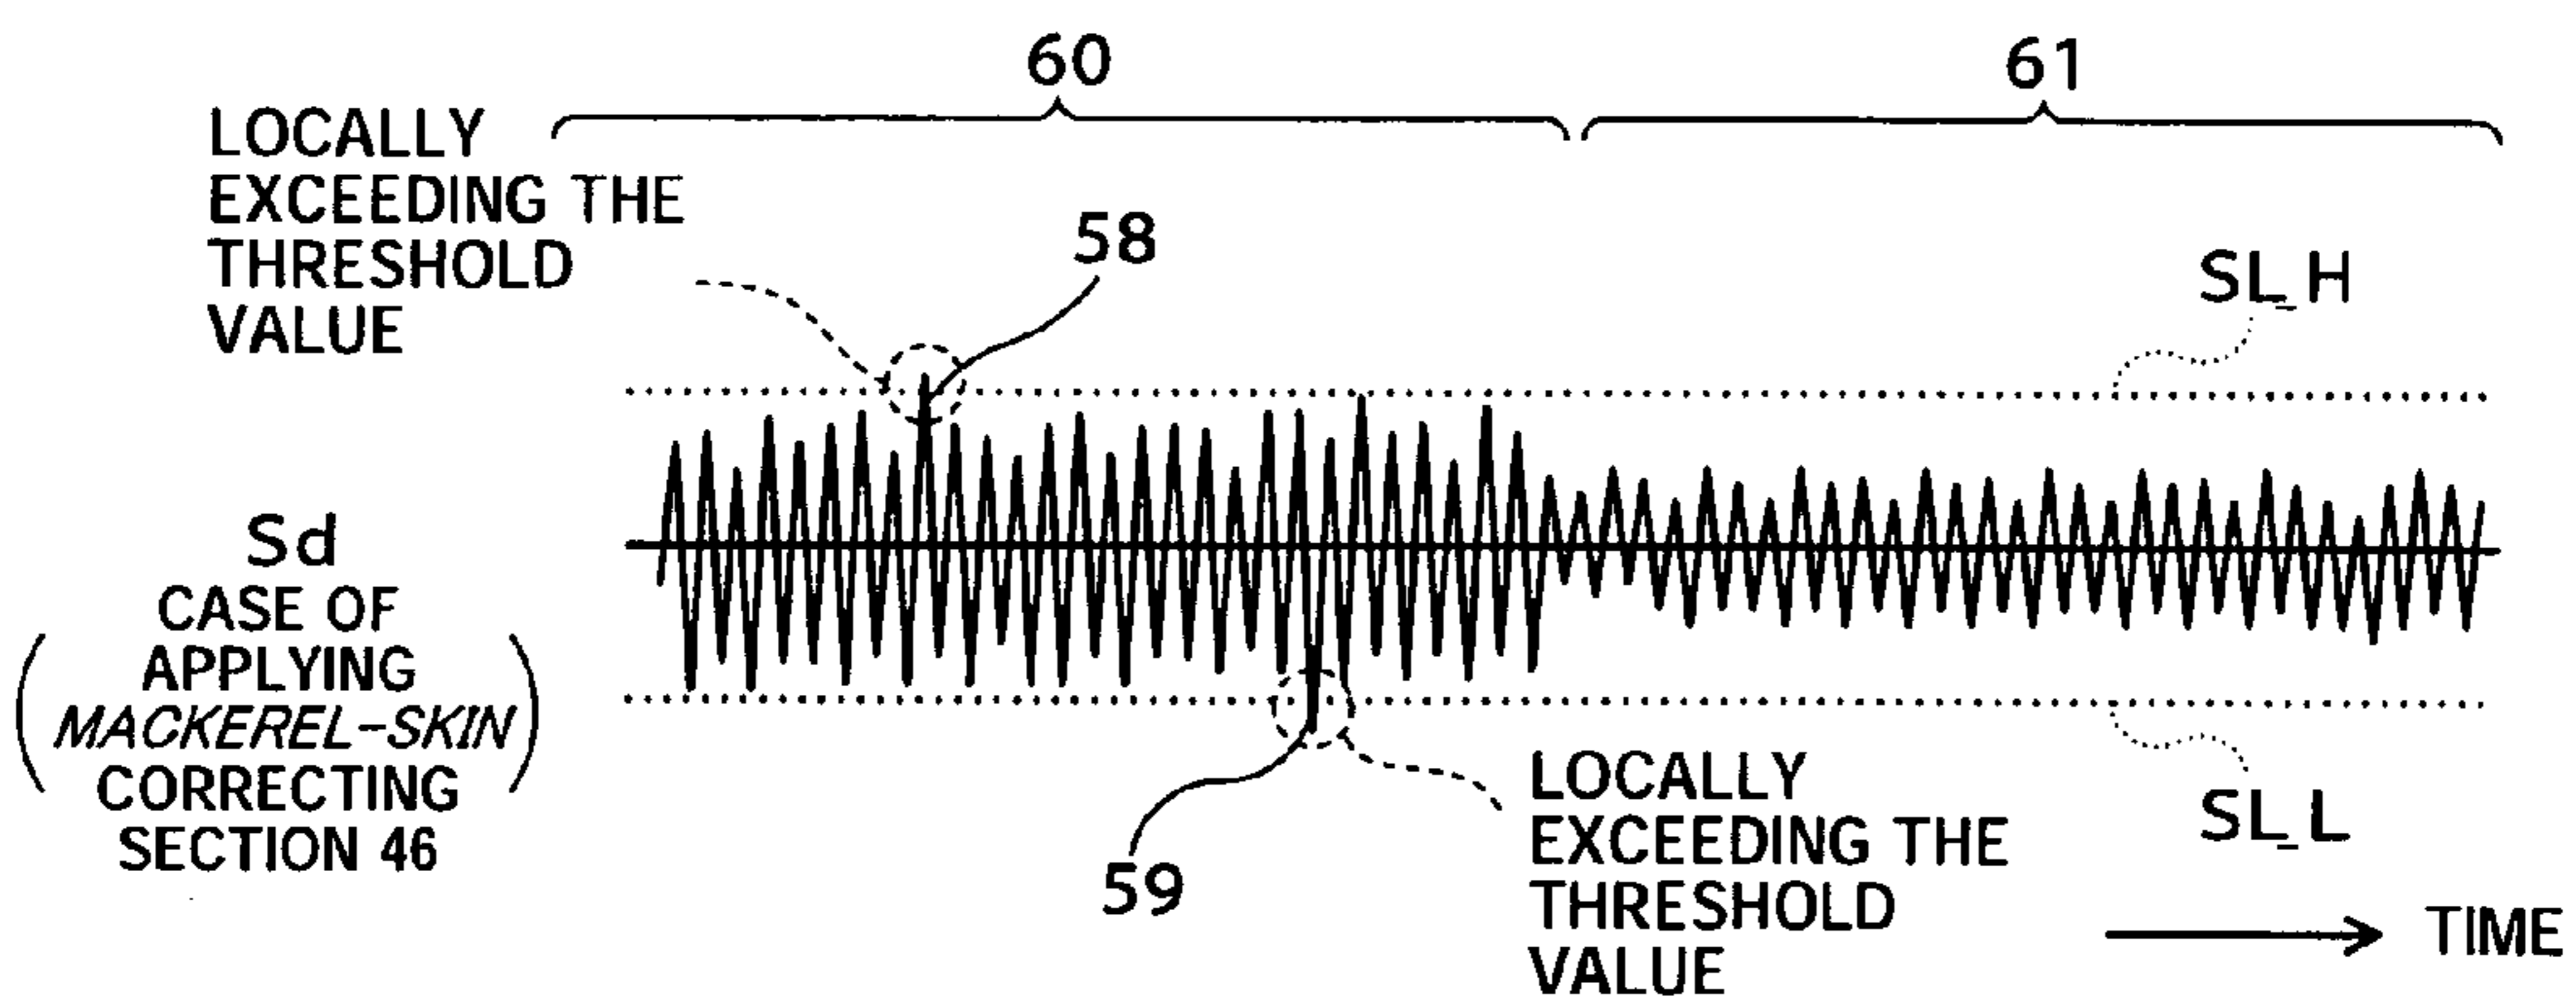 60
61
LOCALLY
EXCEEDING THE
THRESHOLD
VALUE
58
SL_H
Sd
CASE OF
APPLYING
MACKEREL-SKIN
CORRECTING
SECTION 46
59
LOCALLY
EXCEEDING THE
THRESHOLD
VALUE
SL_L
TIME